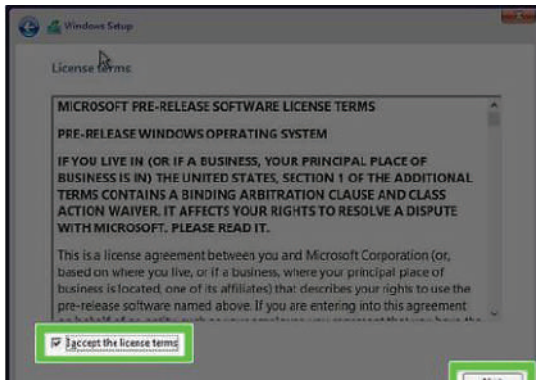 Windows Setup
License terms
MICROSOFT PRE-RELEASE SOFTWARE LICENSE TERMS
PRE-RELEASE WINDOWS OPERATING SYSTEM
IF YOU LIVE IN (OR IF A BUSINESS, YOUR PRINCIPAL PLACE OF
BUSINESS IS IN) THE UNITED STATES, SECTION 1 OF THE ADDITIONAL
TERMS CONTAINS A BINDING ARBITRATION CLAUSE AND CLASS
ACTION WAIVER. IT AFFECTS YOUR RIGHTS TO RESOLVE A DISPUTE
WITH MICROSOFT. PLEASE READ IT.
This is a license agreement between you and Microsoft Corporation (or,
based on where you live, or if a business, where your principal place of
business is located, one of its affiliates) that describes your rights to use the
pre-release software named above. If you are entering into this agreement
I accept the license terms